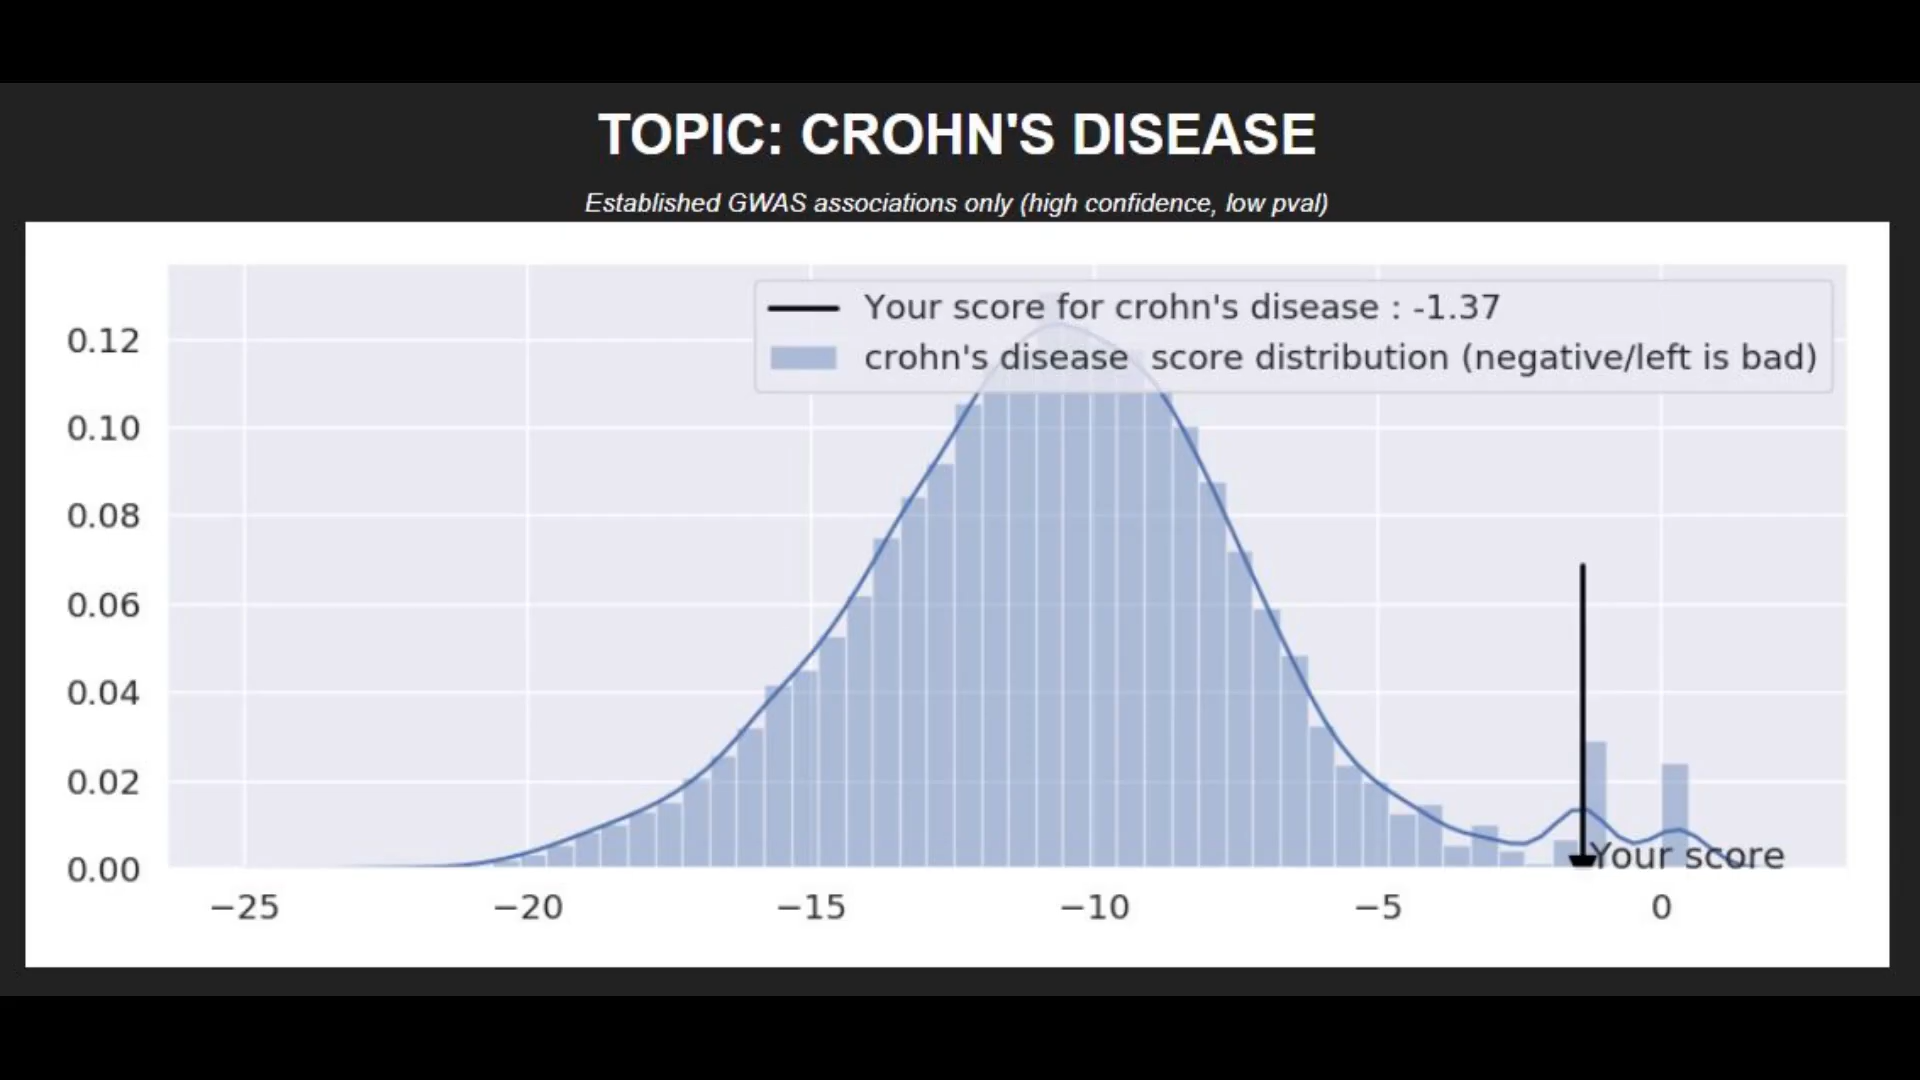 TOPIC: CROHN'S DISEASE
Established GWAS associations only (high confidence, low pval)
Your score for crohn's disease : -1.37
crohn's disease  score distribution (negative/left is bad)
0.12
0.10
0.08
0.06
0.04
0.02
0.00
Your score
−25 −20 −15 −10 −5 0